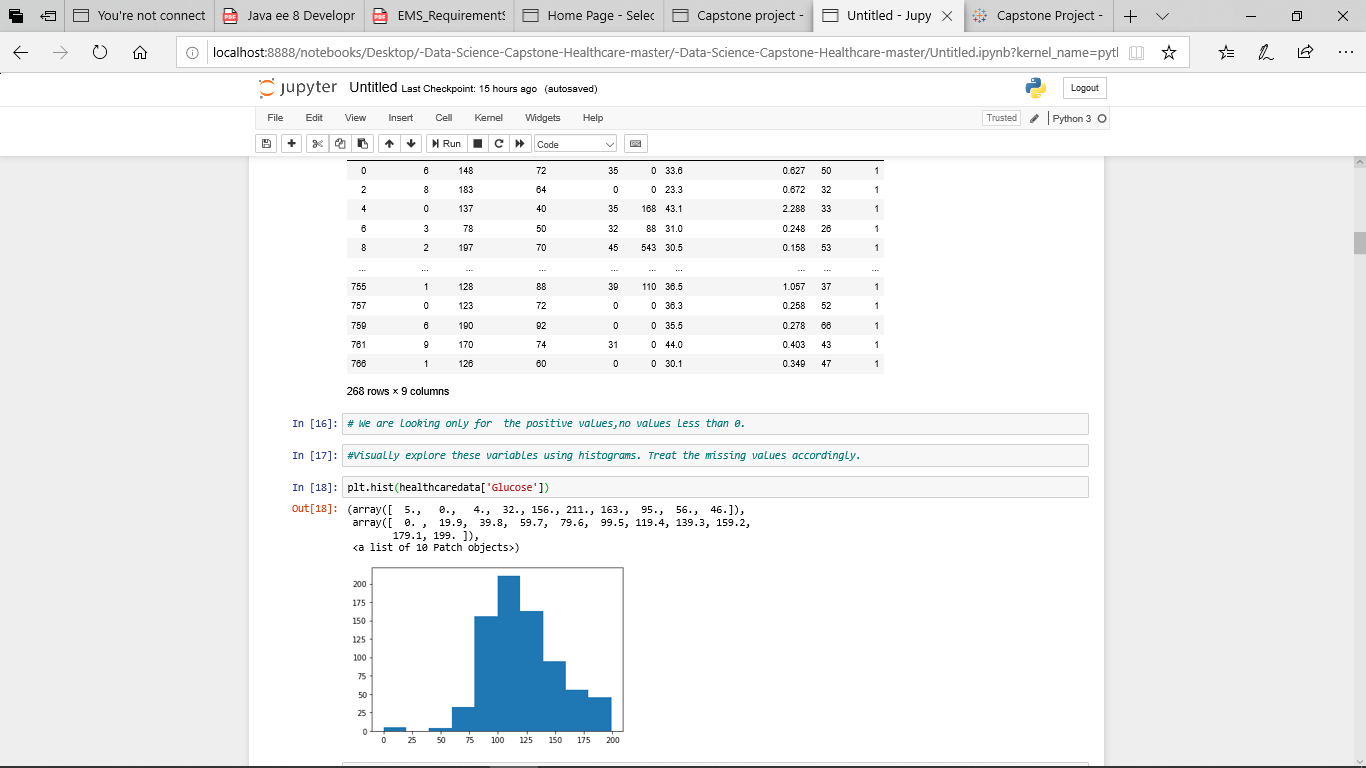 You're not connect
Java ee 8 Developr
EMS_Requirements
Home Page - Selec
Capstone project -
Untitled - Jupy
Capstone Project -
localhost:8888/notebooks/Desktop/-Data-Science-Capstone-Healthcare-master/-Data-Science-Capstone-Healthcare-master/Untitled.ipynb?kernel_name=pytl
jupyter Untitled Last Checkpoint: 15 hours ago (autosaved)
Logout
File Edit View Insert Cell Kernel Widgets Help
Trusted Python 3
Run Code
0 6 148 72 35 0 33.6 0.627 50 1
2 8 183 64 0 0 23.3 0.672 32 1
4 0 137 40 35 168 43.1 2.288 33 1
6 3 78 50 32 88 31.0 0.248 26 1
8 2 197 70 45 543 30.5 0.158 53 1
... ... ... ... ... ... ... ... ... ...
755 1 128 88 39 110 36.5 1.057 37 1
757 0 123 72 0 0 36.3 0.258 52 1
759 6 190 92 0 0 35.5 0.278 66 1
761 9 170 74 31 0 44.0 0.403 43 1
766 1 126 60 0 0 30.1 0.349 47 1
268 rows × 9 columns
In [16]: # We are looking only for  the positive values,no values less than 0.
In [17]: #Visually explore these variables using histograms. Treat the missing values accordingly.
In [18]: plt.hist(healthcaredata['Glucose'])
Out[18]: (array([  5.,   0.,   4.,  32., 156., 211., 163.,  95.,  56.,  46.]),
array([  0. ,  19.9,  39.8,  59.7,  79.6,  99.5, 119.4, 139.3, 159.2,
179.1, 199. ]),
<a list of 10 Patch objects>)
200
175
150
125
100
75
50
25
0
0 25 50 75 100 125 150 175 200